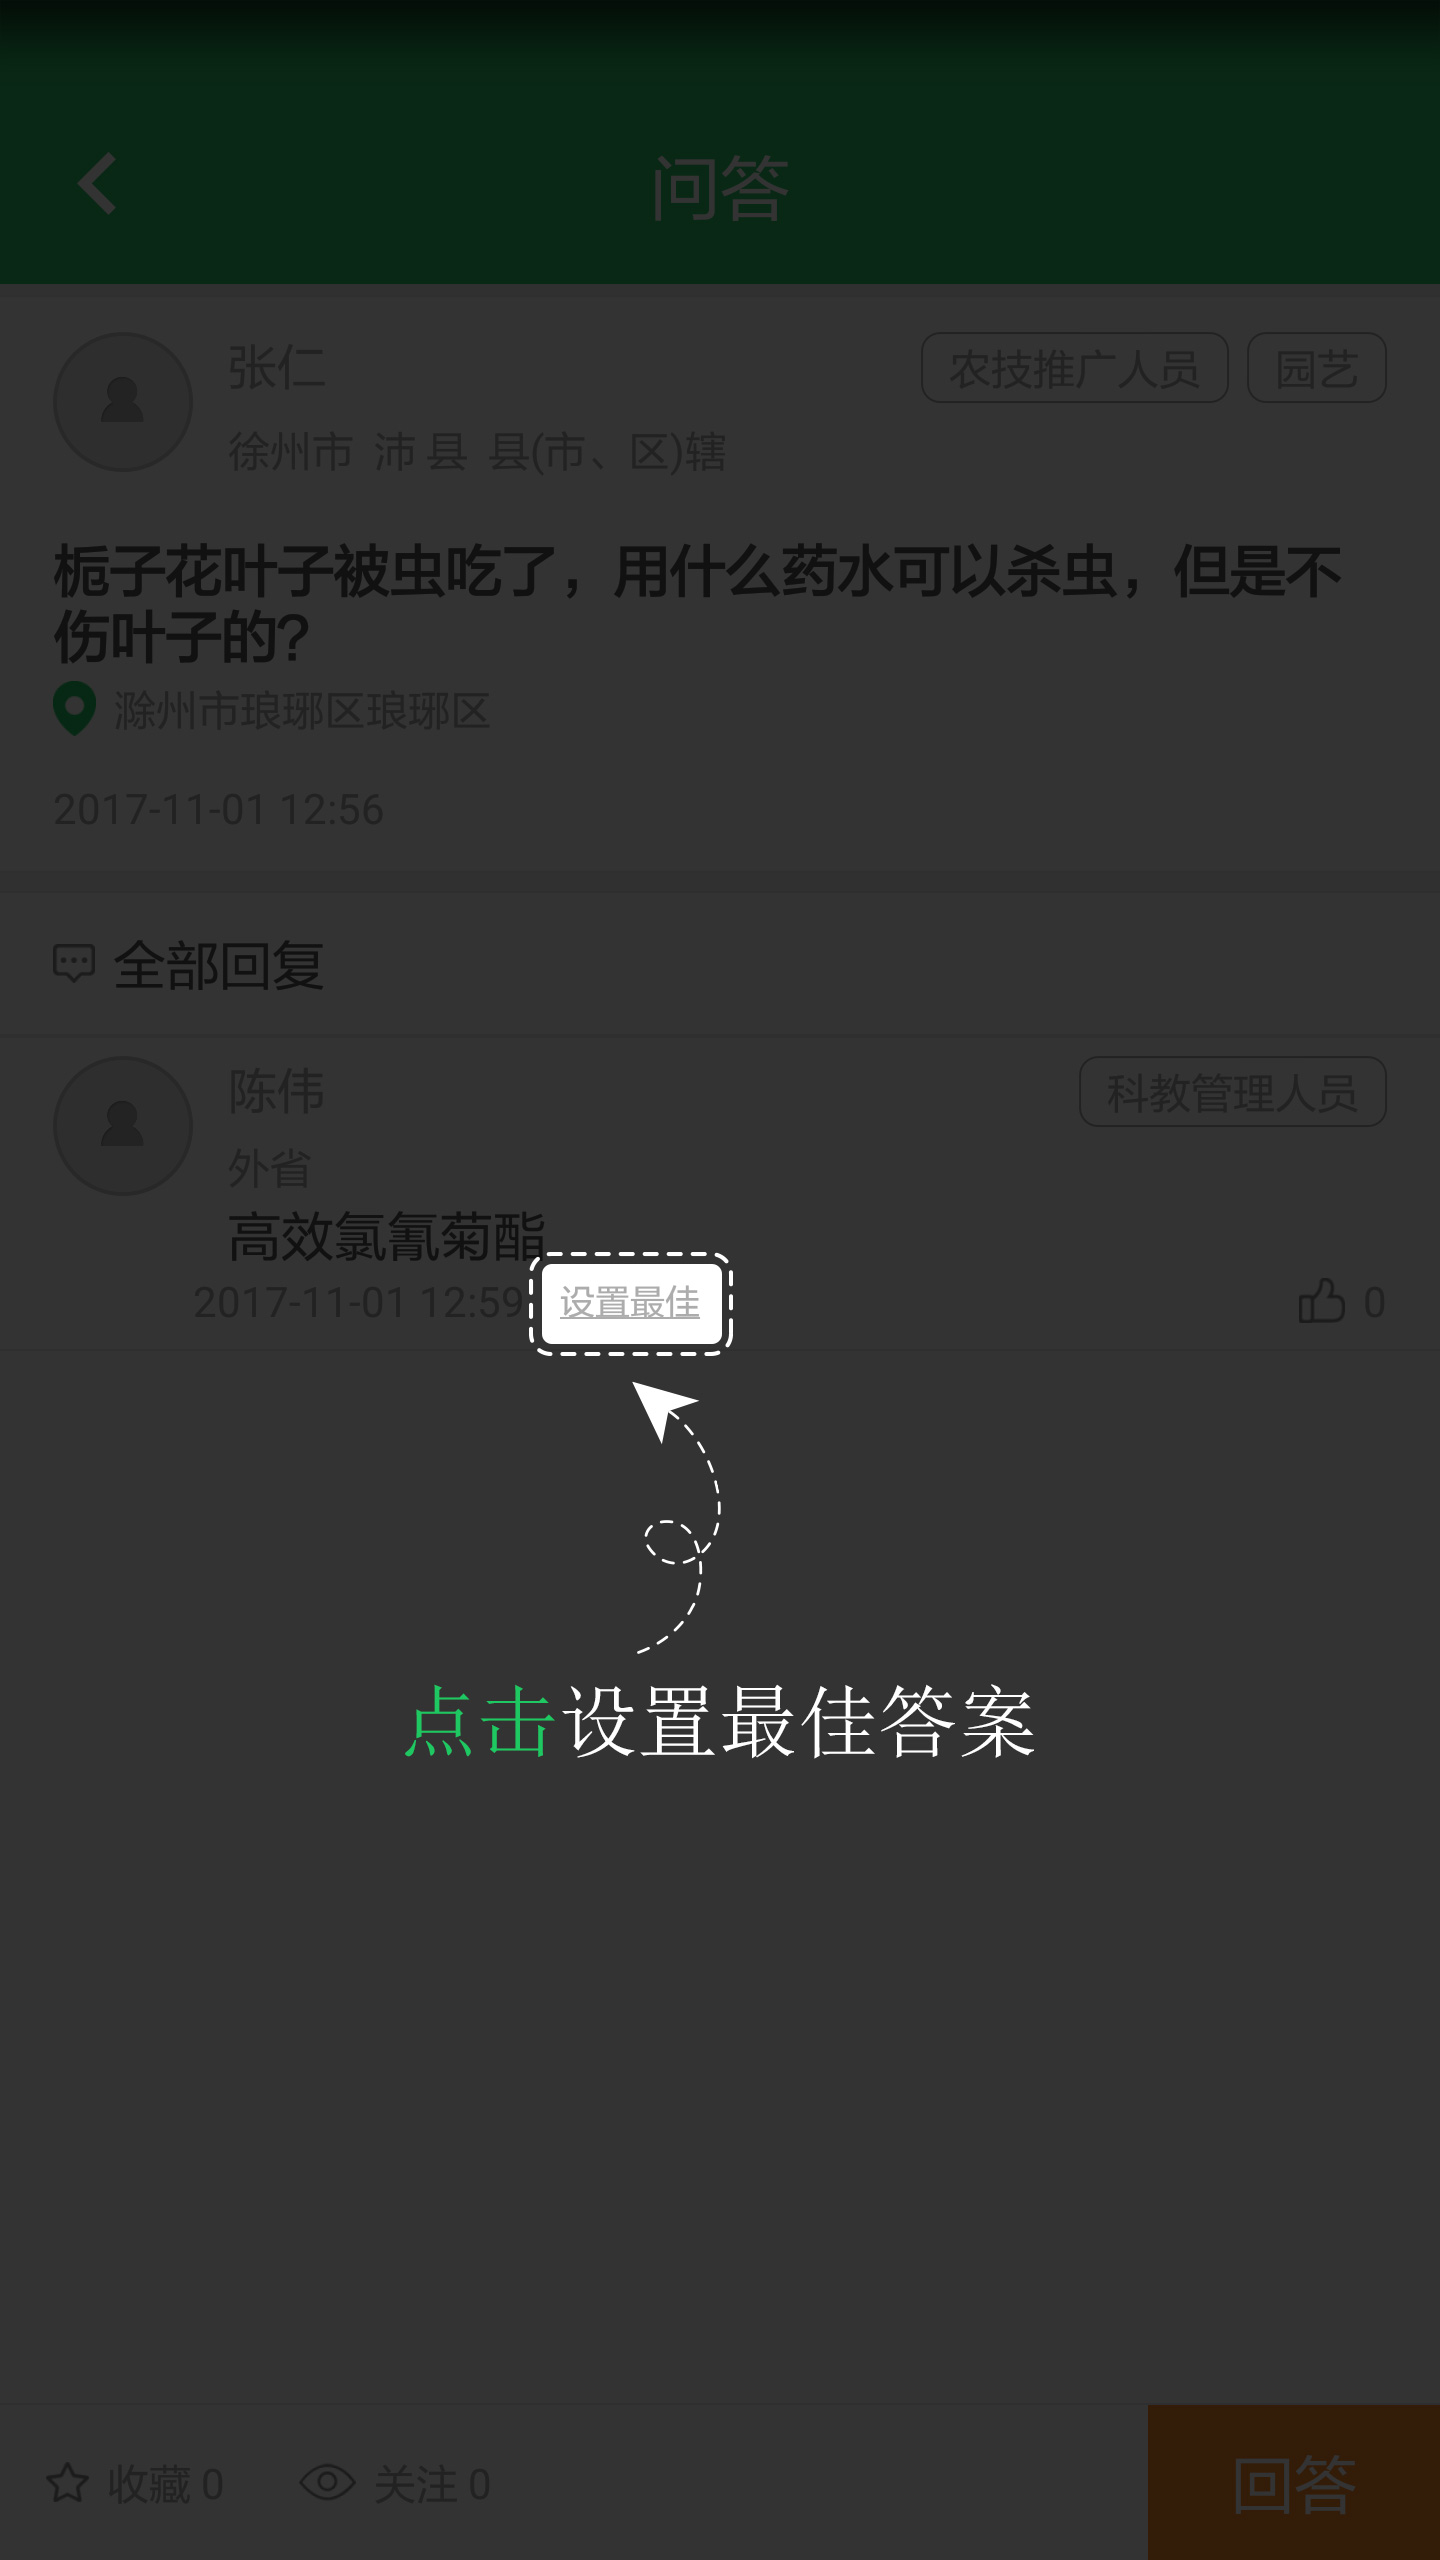 问答
张仁
农技推广人员 园艺
徐州市 沛县 县(市、区)辖
栀子花叶子被虫吃了，用什么药水可以杀虫，但是不
伤叶子的？
滁州市琅琊区琅琊区
2017-11-01 12:56
全部回复
陈伟
科教管理人员
外省
高效氯氰菊酯
2017-11-01 12:59 设置最佳 0
点击设置最佳答案
收藏 0 关注 0 回答